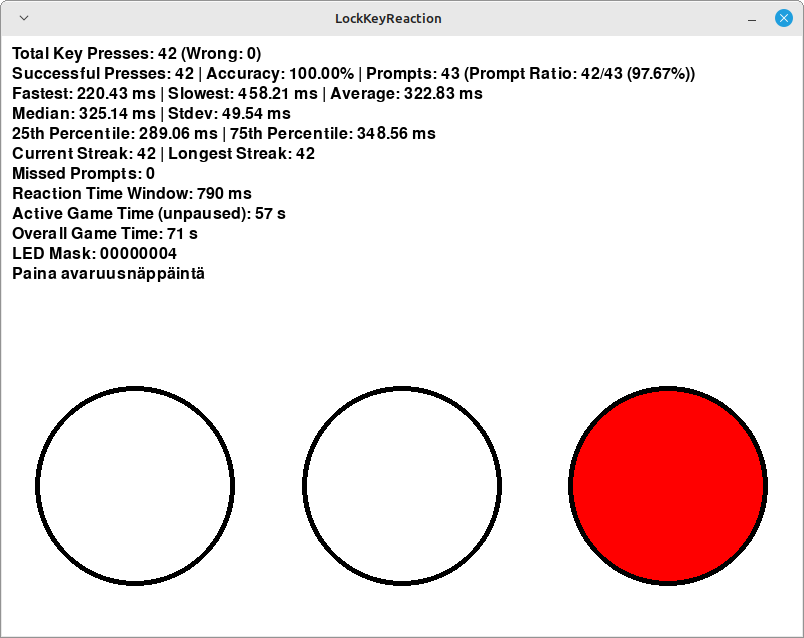 LockKeyReaction
Total Key Presses: 42 (Wrong: 0)
Successful Presses: 42 | Accuracy: 100.00% | Prompts: 43 (Prompt Ratio: 42/43 (97.67%))
Fastest: 220.43 ms | Slowest: 458.21 ms | Average: 322.83 ms
Median: 325.14 ms | Stdev: 49.54 ms
25th Percentile: 289.06 ms | 75th Percentile: 348.56 ms
Current Streak: 42 | Longest Streak: 42
Missed Prompts: 0
Reaction Time Window: 790 ms
Active Game Time (unpaused): 57 s
Overall Game Time: 71 s
LED Mask: 00000004
Paina avaruusnäppäintä